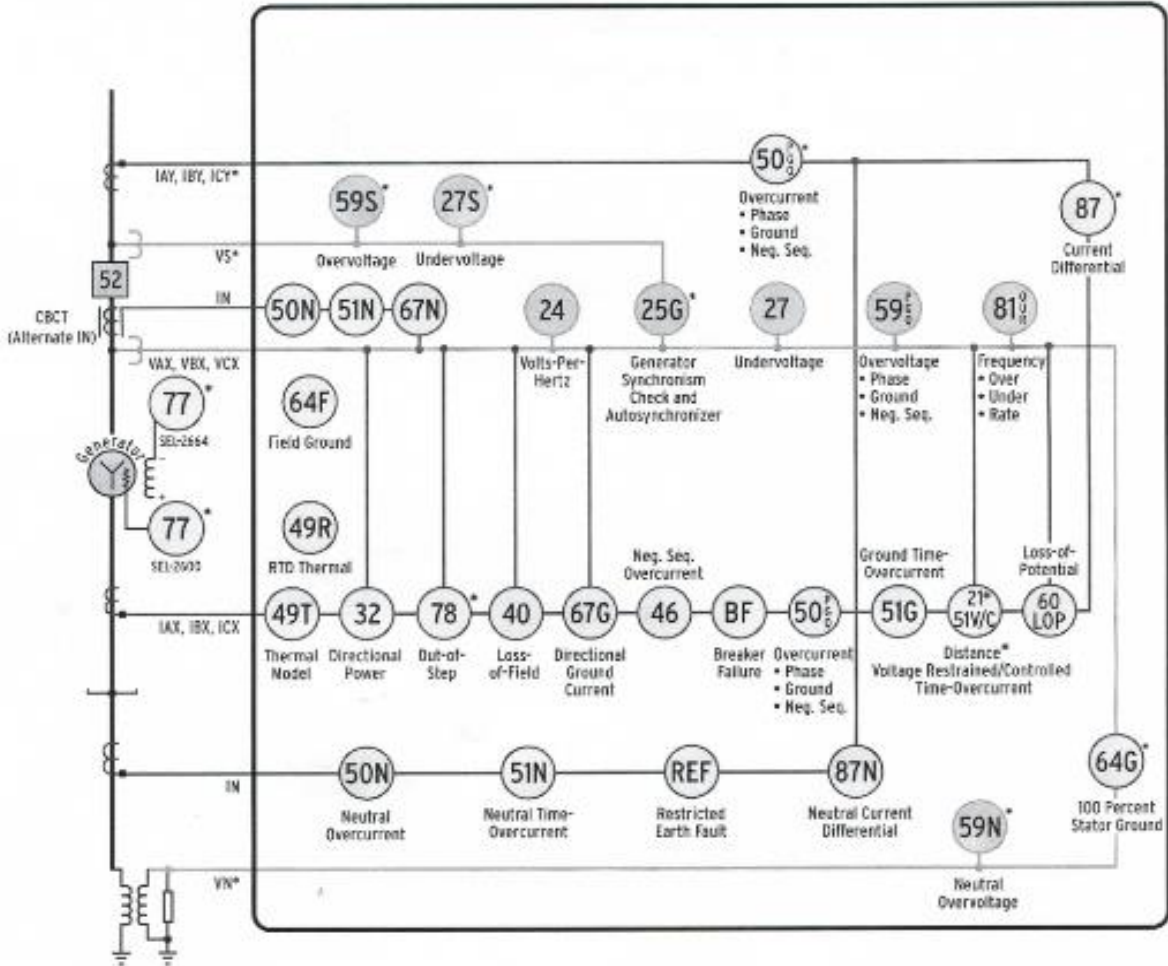 IAY, IBY, ICY*
50 P G Q *
Overcurrent
• Phase
• Ground
• Neg. Seq.
87 *
Current
Differential
59S *
Overvoltage
27S *
Undervoltage
VS*
52
IN
CBCT
(Alternate IN)
50N
51N
67N
24
Volts-Per-
Hertz
25G *
Generator
Synchronism
Check and
Autosynchronizer
27
Undervoltage
59
Overvoltage
• Phase
• Ground
• Neg. Seq.
81
Frequency
• Over
• Under
• Rate
VAX, VBX, VCX
77 *
SEL-2664
64F
Field Ground
Generator
- 
+
77 *
SEL-2600
49R
RTD Thermal
IAX, IBX, ICX
49T
Thermal
Model
32
Directional
Power
78 *
Out-of-
Step
40
Loss-
of-Field
67G
Directional
Ground
Current
Neg. Seq.
Overcurrent
46
BF
Breaker
Failure
50
Overcurrent
• Phase
• Ground
• Neg. Seq.
Ground Time-
Overcurrent
51G
21*
51V/C
Distance*
Voltage Restrained/Controlled
Time-Overcurrent
Loss-of-
Potential
60
LOP
IN
50N
Neutral
Overcurrent
51N
Neutral Time-
Overcurrent
REF
Restricted
Earth Fault
87N
Neutral Current
Differential
64G *
100 Percent
Stator Ground
59N *
Neutral
Overvoltage
VN*